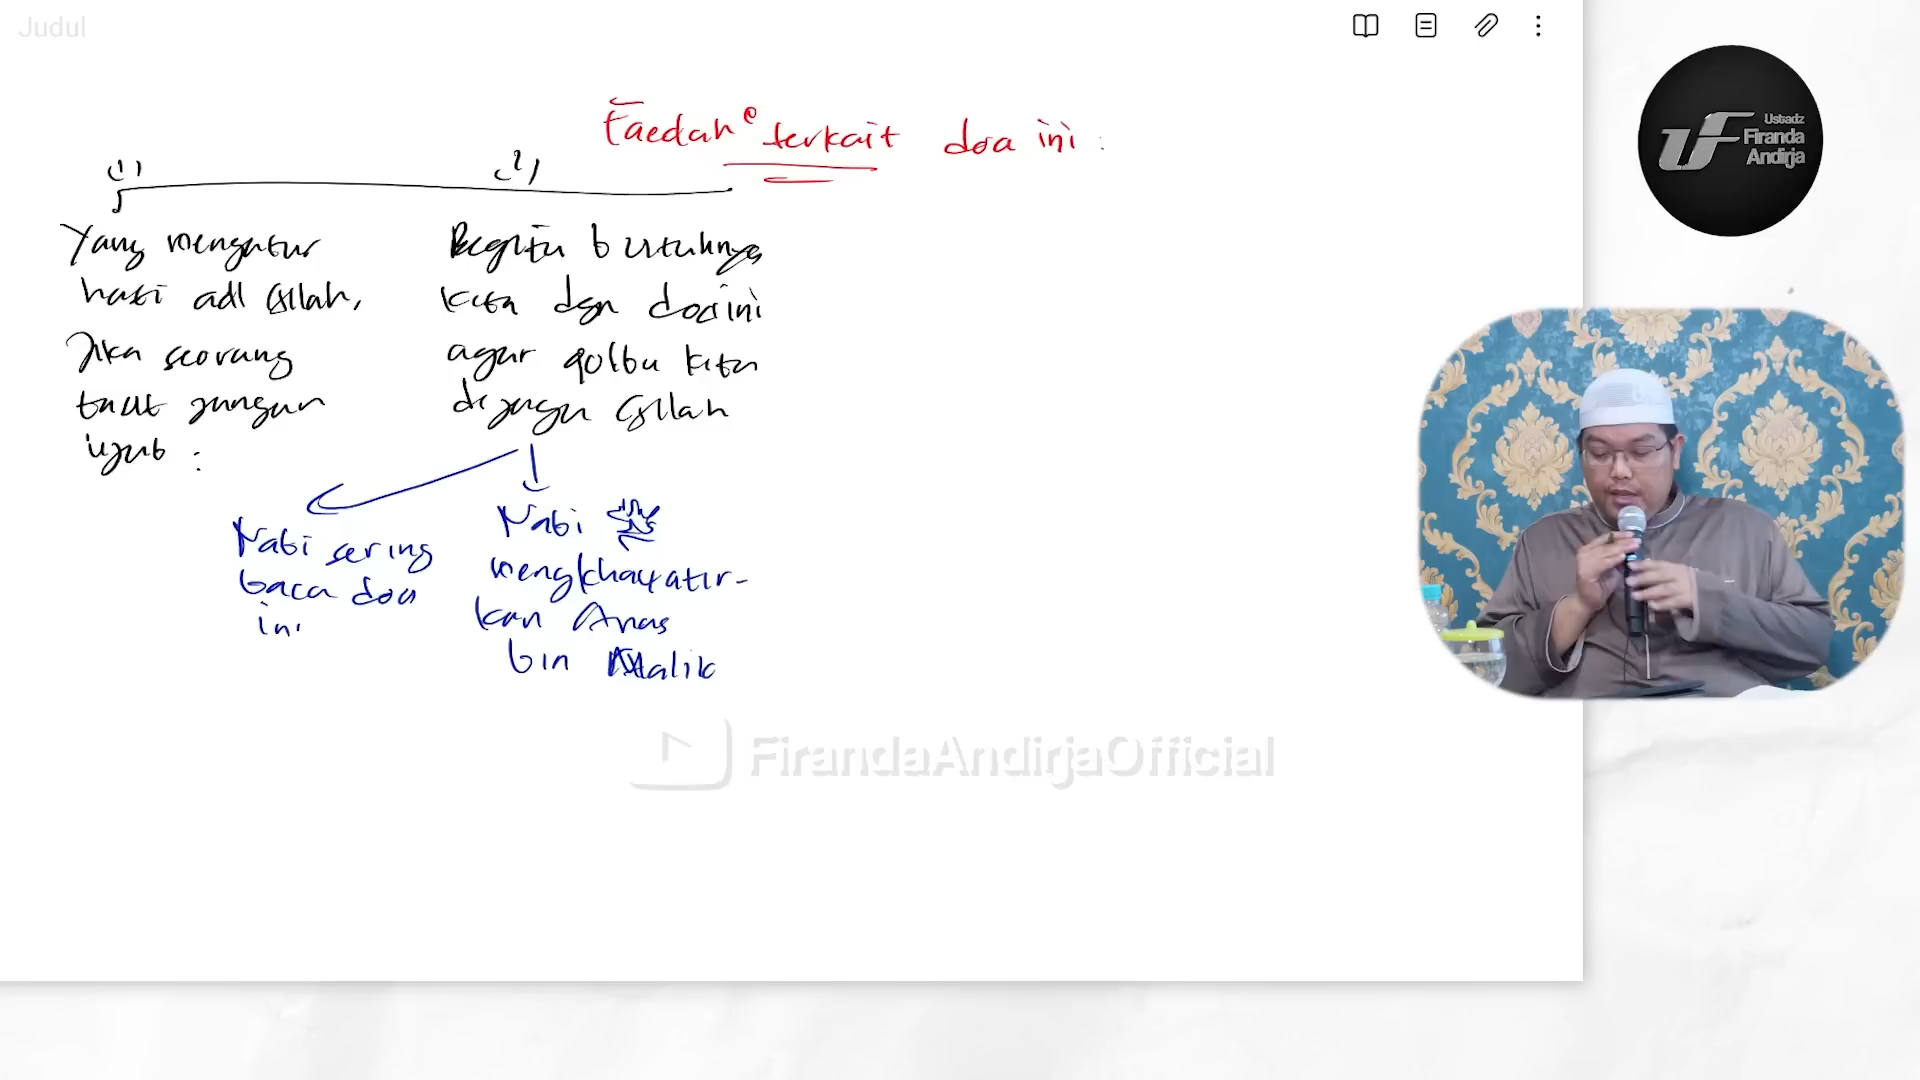 Judul
Faedah² terkait doa ini :
(1)
(2)
Yang mengatur
hati adl Allah,
Jika seorang
taat jangan
ujub :
Begitu butuhnya
kita dgn doa ini
agar qolbu kita
dijaga Allah
Nabi sering
baca doa
ini
Nabi ﷺ
mengkhawatir-
kan Anas
bin Malik
Ustadz
Firanda
Andirja
FirandaAndirjaOfficial